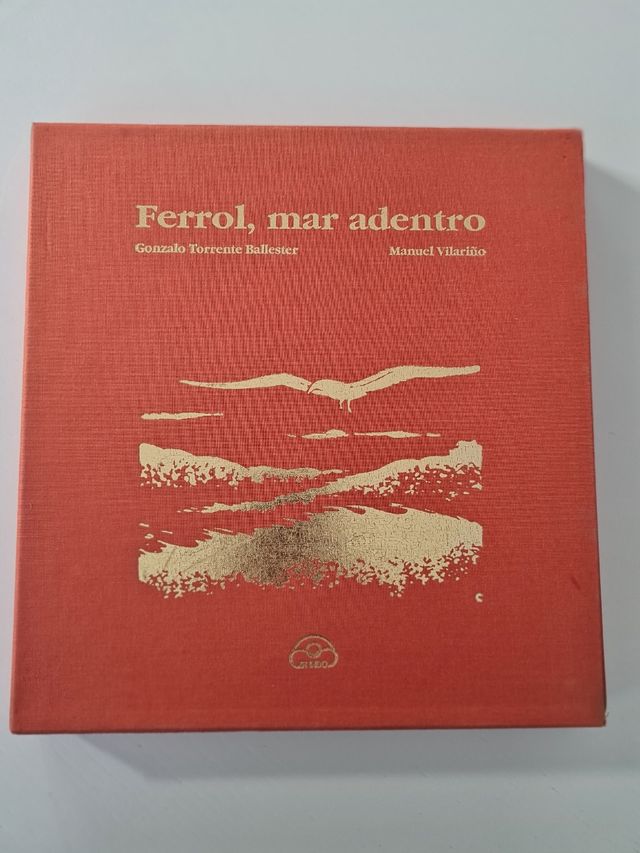 Ferrol, mar adentro
Gonzalo Torrente Ballester Manuel Vilariño